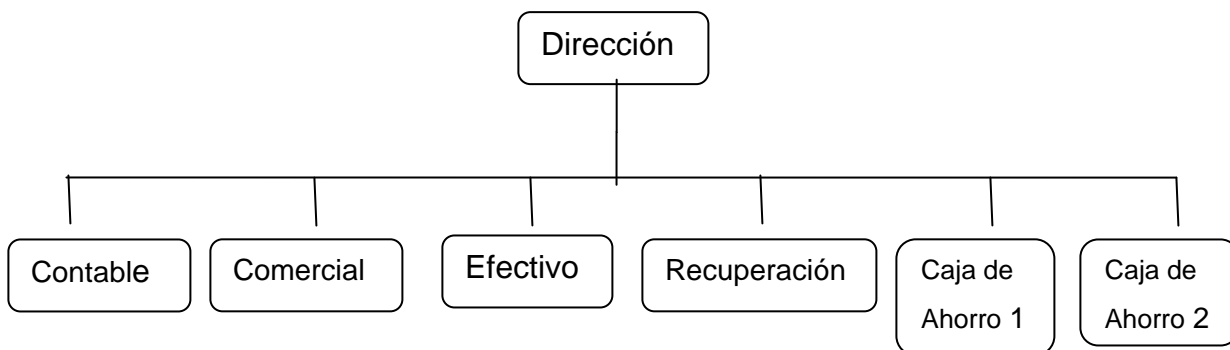 Dirección
Contable
Comercial
Efectivo
Recuperación
Caja de
Ahorro 1
Caja de
Ahorro 2